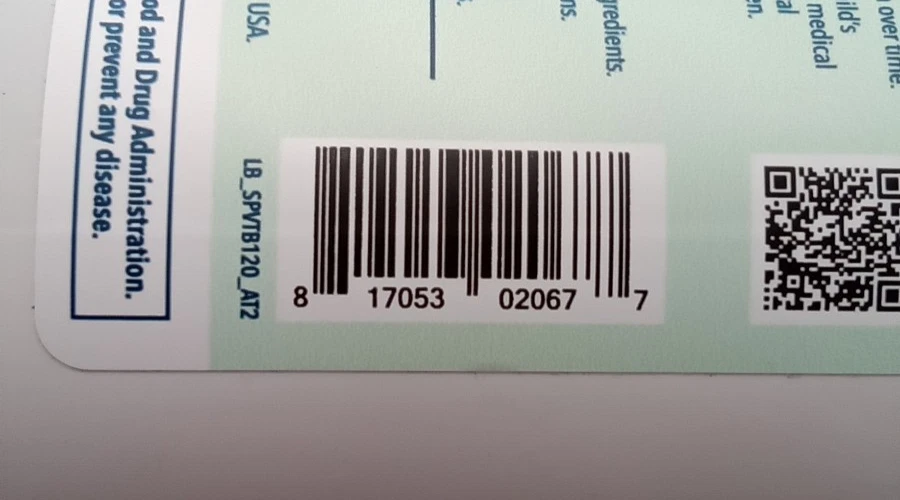 od and Drug Administration.
or prevent any disease.
USA.
LB_SPVTB120_AT2
ns.
gredients.
en.
al
ild's
medical
over time.
8 17053 02067 7